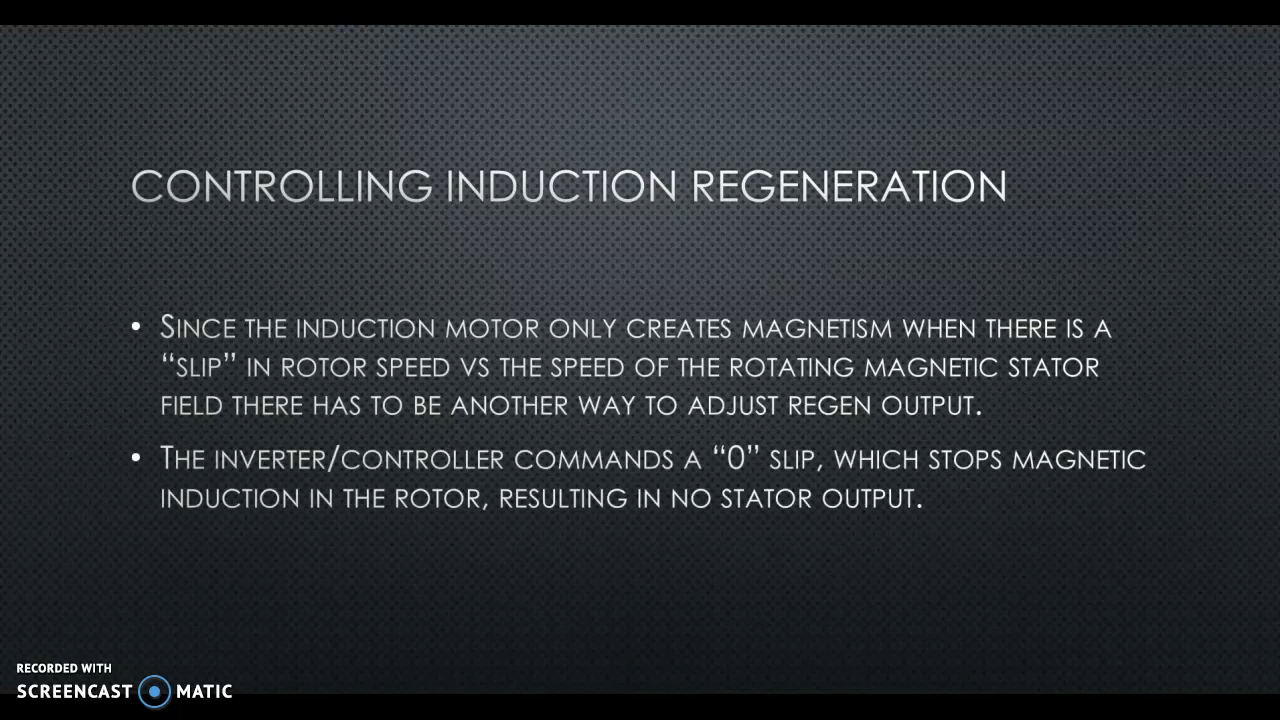 CONTROLLING INDUCTION REGENERATION
• SINCE THE INDUCTION MOTOR ONLY CREATES MAGNETISM WHEN THERE IS A
“SLIP” IN ROTOR SPEED VS THE SPEED OF THE ROTATING MAGNETIC STATOR
FIELD THERE HAS TO BE ANOTHER WAY TO ADJUST REGEN OUTPUT.
• THE INVERTER/CONTROLLER COMMANDS A “0” SLIP, WHICH STOPS MAGNETIC
INDUCTION IN THE ROTOR, RESULTING IN NO STATOR OUTPUT.
RECORDED WITH
SCREENCAST MATIC